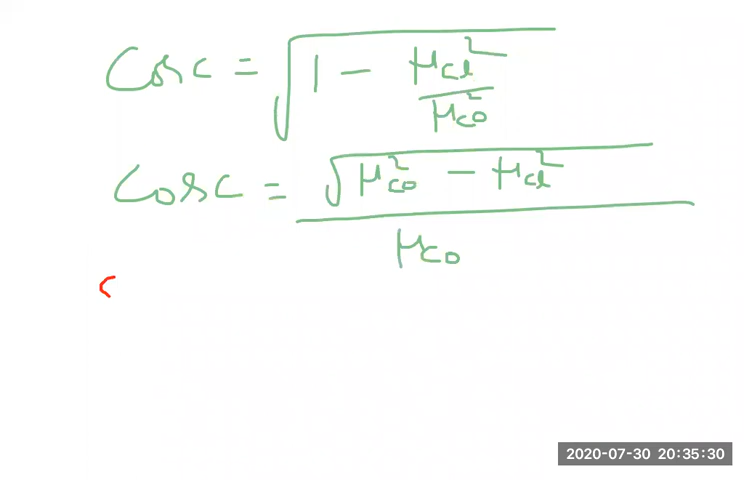 Cos c = √(1 − μcl²/μco²)
Cos c = √(μco² − μcl²)/μco
2020-07-30 20:35:30